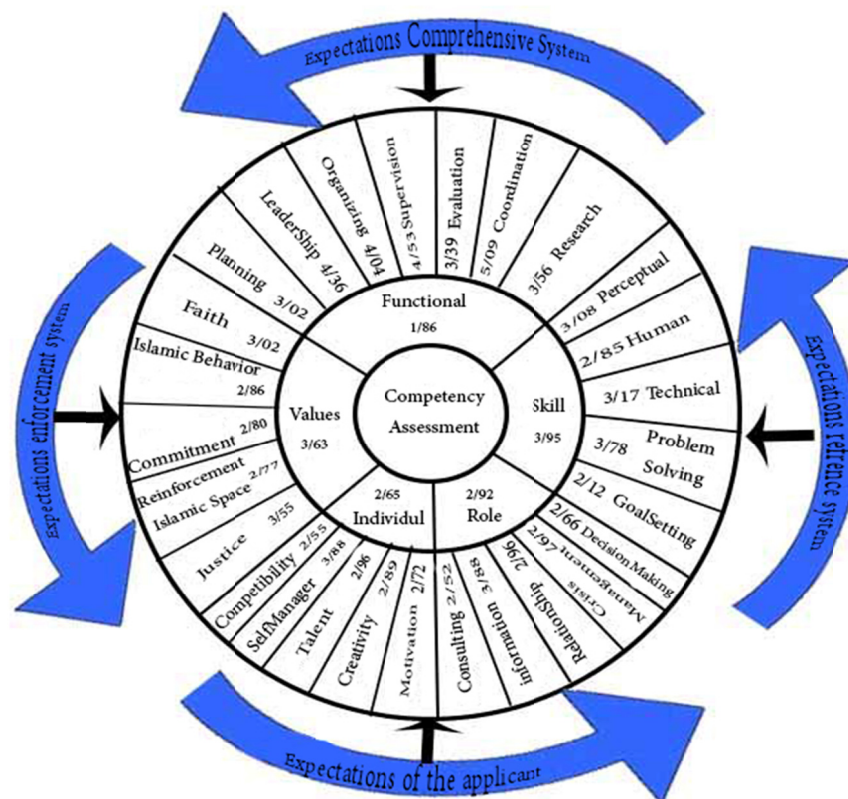 Expectations Comprehensive System
Expectations enforcement system
Expectations refrence system
Expectations of the applicant
Competency
Assessment
Functional
1/86
Skill
3/95
Role
2/92
Individul
2/65
Values
3/63
Planning 3/02
LeaderShip 4/36
Organizing 4/04
4/53 Supervision
3/39 Evaluation
5/09 Coordination
3/56 Research
3/08 Perceptual
2/85 Human
3/17 Technical
3/78 Problem
Solving
2/12 GoalSetting
2/66 Decision Making
2/97 Crisis
Management
RelationShip 2/96
information 3/88
Consulting 2/52
Motivation 2/72
Creativity 2/89
Talent 2/96
SelfManager 3/88
Competibility 2/55
Justice 3/55
Reinforcement
Islamic Space 2/77
2/80
Commitment
Islamic Behavior
2/86
Faith 3/02